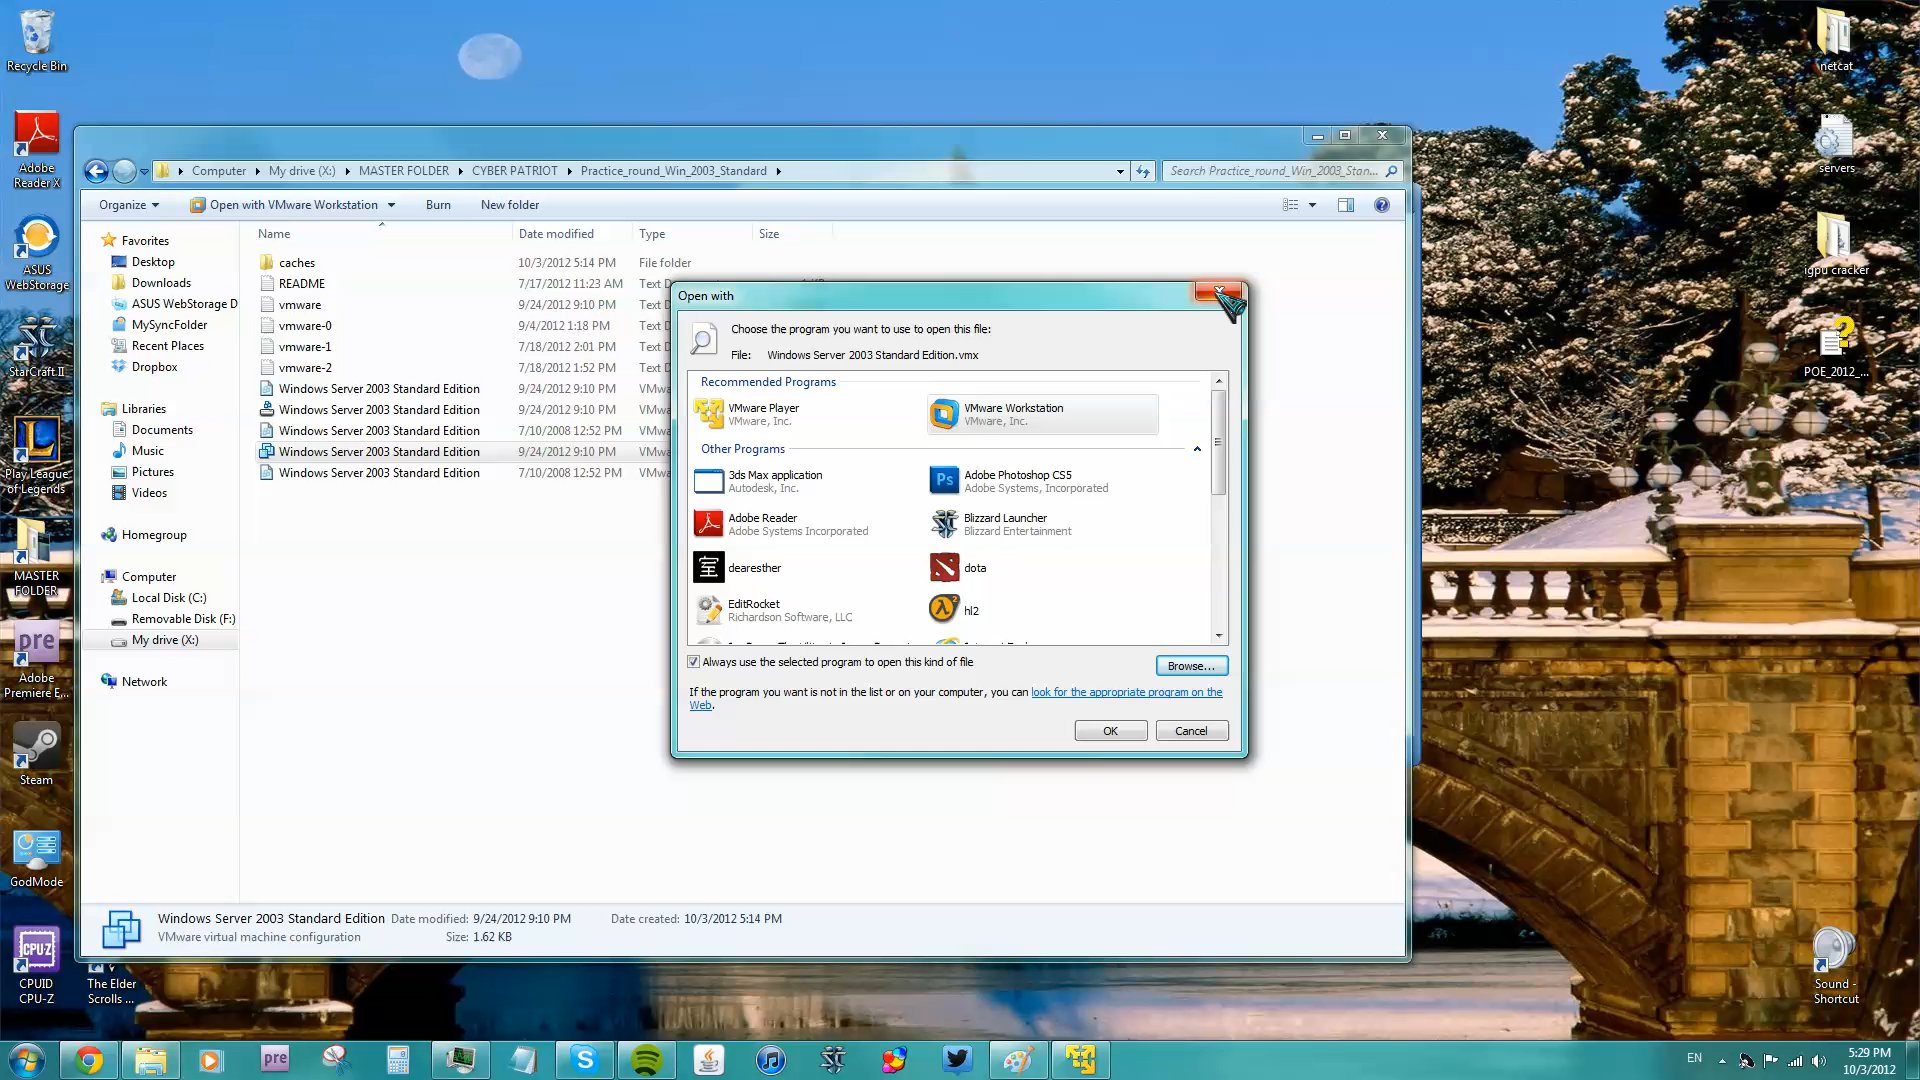 Recycle Bin
Adobe
Reader X
ASUS
WebStorage
StarCraft II
Play League
of Legends
MASTER
FOLDER
pre
Adobe
Premiere E...
Steam
GodMode
CPU-Z
CPUID
CPU-Z
The Elder
Scrolls ...
netcat
servers
igpu cracker
POE_2012_...
Sound -
Shortcut
Computer
My drive (X:)
MASTER FOLDER
CYBER PATRIOT
Practice_round_Win_2003_Standard
Search Practice_round_Win_2003_Stan...
Organize
Open with VMware Workstation
Burn
New folder
Favorites
Desktop
Downloads
ASUS WebStorage D
MySyncFolder
Recent Places
Dropbox
Libraries
Documents
Music
Pictures
Videos
Homegroup
Computer
Local Disk (C:)
Removable Disk (F:)
My drive (X:)
Network
Name Date modified Type Size
caches 10/3/2012 5:14 PM File folder
README 7/17/2012 11:23 AM Text D
vmware 9/24/2012 9:10 PM Text D
vmware-0 9/4/2012 1:18 PM Text D
vmware-1 7/18/2012 2:01 PM Text D
vmware-2 7/18/2012 1:52 PM Text D
Windows Server 2003 Standard Edition 9/24/2012 9:10 PM VMwa
Windows Server 2003 Standard Edition 9/24/2012 9:10 PM VMwa
Windows Server 2003 Standard Edition 7/10/2008 12:52 PM VMwa
Windows Server 2003 Standard Edition 9/24/2012 9:10 PM VMwa
Windows Server 2003 Standard Edition 7/10/2008 12:52 PM VMwa
Open with
Choose the program you want to use to open this file:
File: Windows Server 2003 Standard Edition.vmx
Recommended Programs
VMware Player
VMware, Inc.
VMware Workstation
VMware, Inc.
Other Programs
3ds Max application
Autodesk, Inc.
Ps
Adobe Photoshop CS5
Adobe Systems, Incorporated
Adobe Reader
Adobe Systems Incorporated
Blizzard Launcher
Blizzard Entertainment
室
dearesther
dota
EditRocket
Richardson Software, LLC
hl2
Always use the selected program to open this kind of file
Browse...
If the program you want is not in the list or on your computer, you can look for the appropriate program on the
Web.
OK
Cancel
Windows Server 2003 Standard Edition Date modified: 9/24/2012 9:10 PM Date created: 10/3/2012 5:14 PM
VMware virtual machine configuration Size: 1.62 KB
pre
EN
5:29 PM
10/3/2012